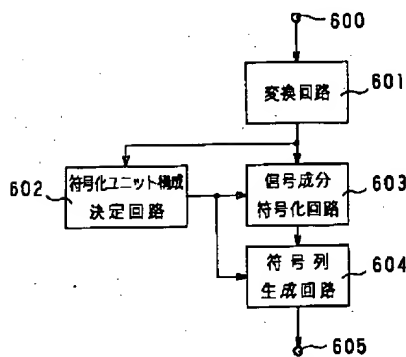 600
変換回路
601
602
符号化ユニット構成
決定回路
信号成分
符号化回路
603
符号列
生成回路
604
605